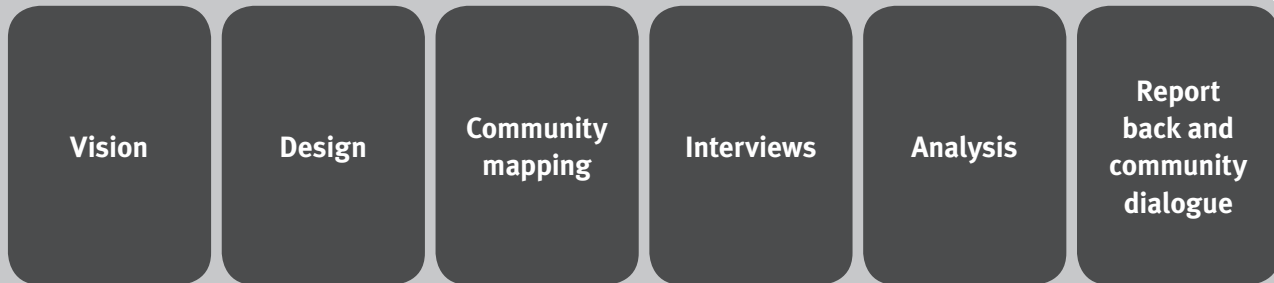 Vision
Design
Community
mapping
Interviews
Analysis
Report
back and
community
dialogue